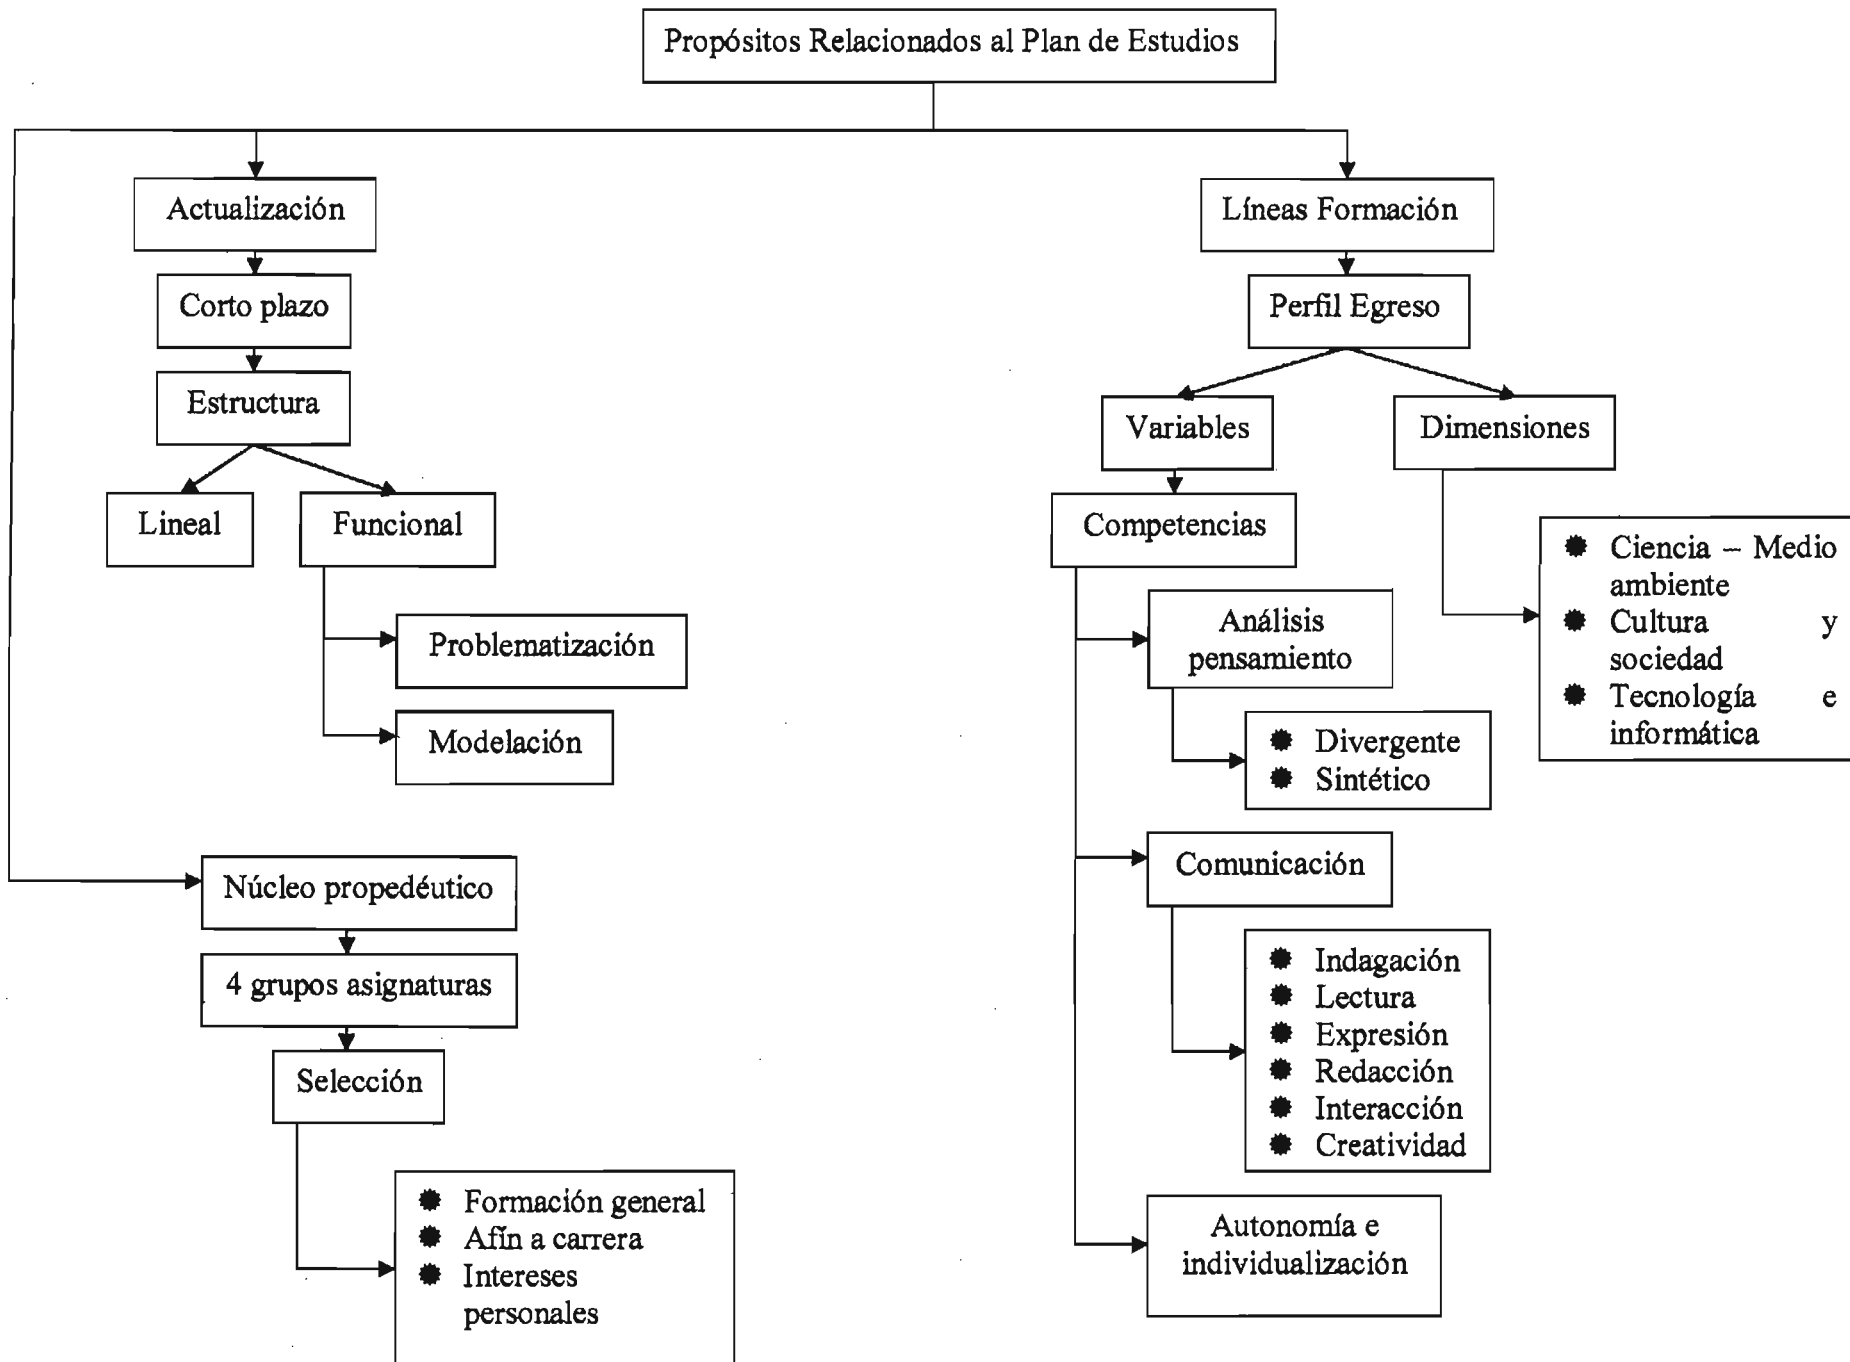 Propósitos Relacionados al Plan de Estudios
Actualización
Corto plazo
Estructura
Lineal
Funcional
Problematización
Modelación
Núcleo propedéutico
4 grupos asignaturas
Selección
Formación general
Afín a carrera
Intereses
personales
Líneas Formación
Perfil Egreso
Variables
Dimensiones
Competencias
Análisis
pensamiento
Divergente
Sintético
Comunicación
Indagación
Lectura
Expresión
Redacción
Interacción
Creatividad
Autonomía e
individualización
Ciencia – Medio
ambiente
Cultura y
sociedad
Tecnología e
informática